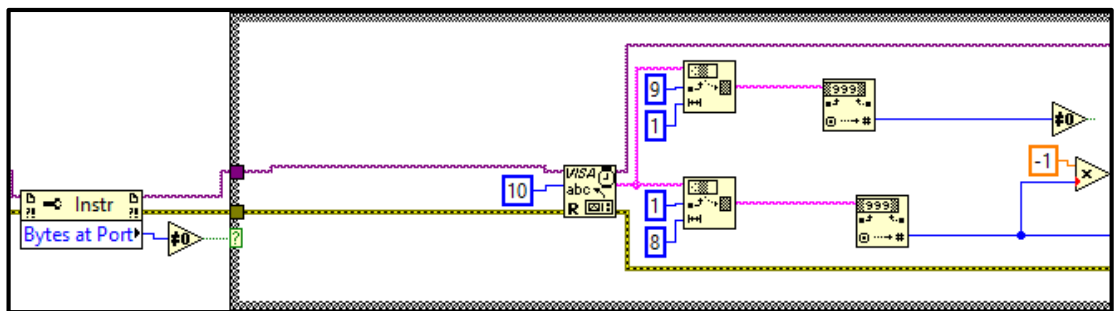 Instr
Bytes at Port
≠0
?
10
VISA
abc
R
9
1
999
#
≠0
1
8
999
#
-1
x